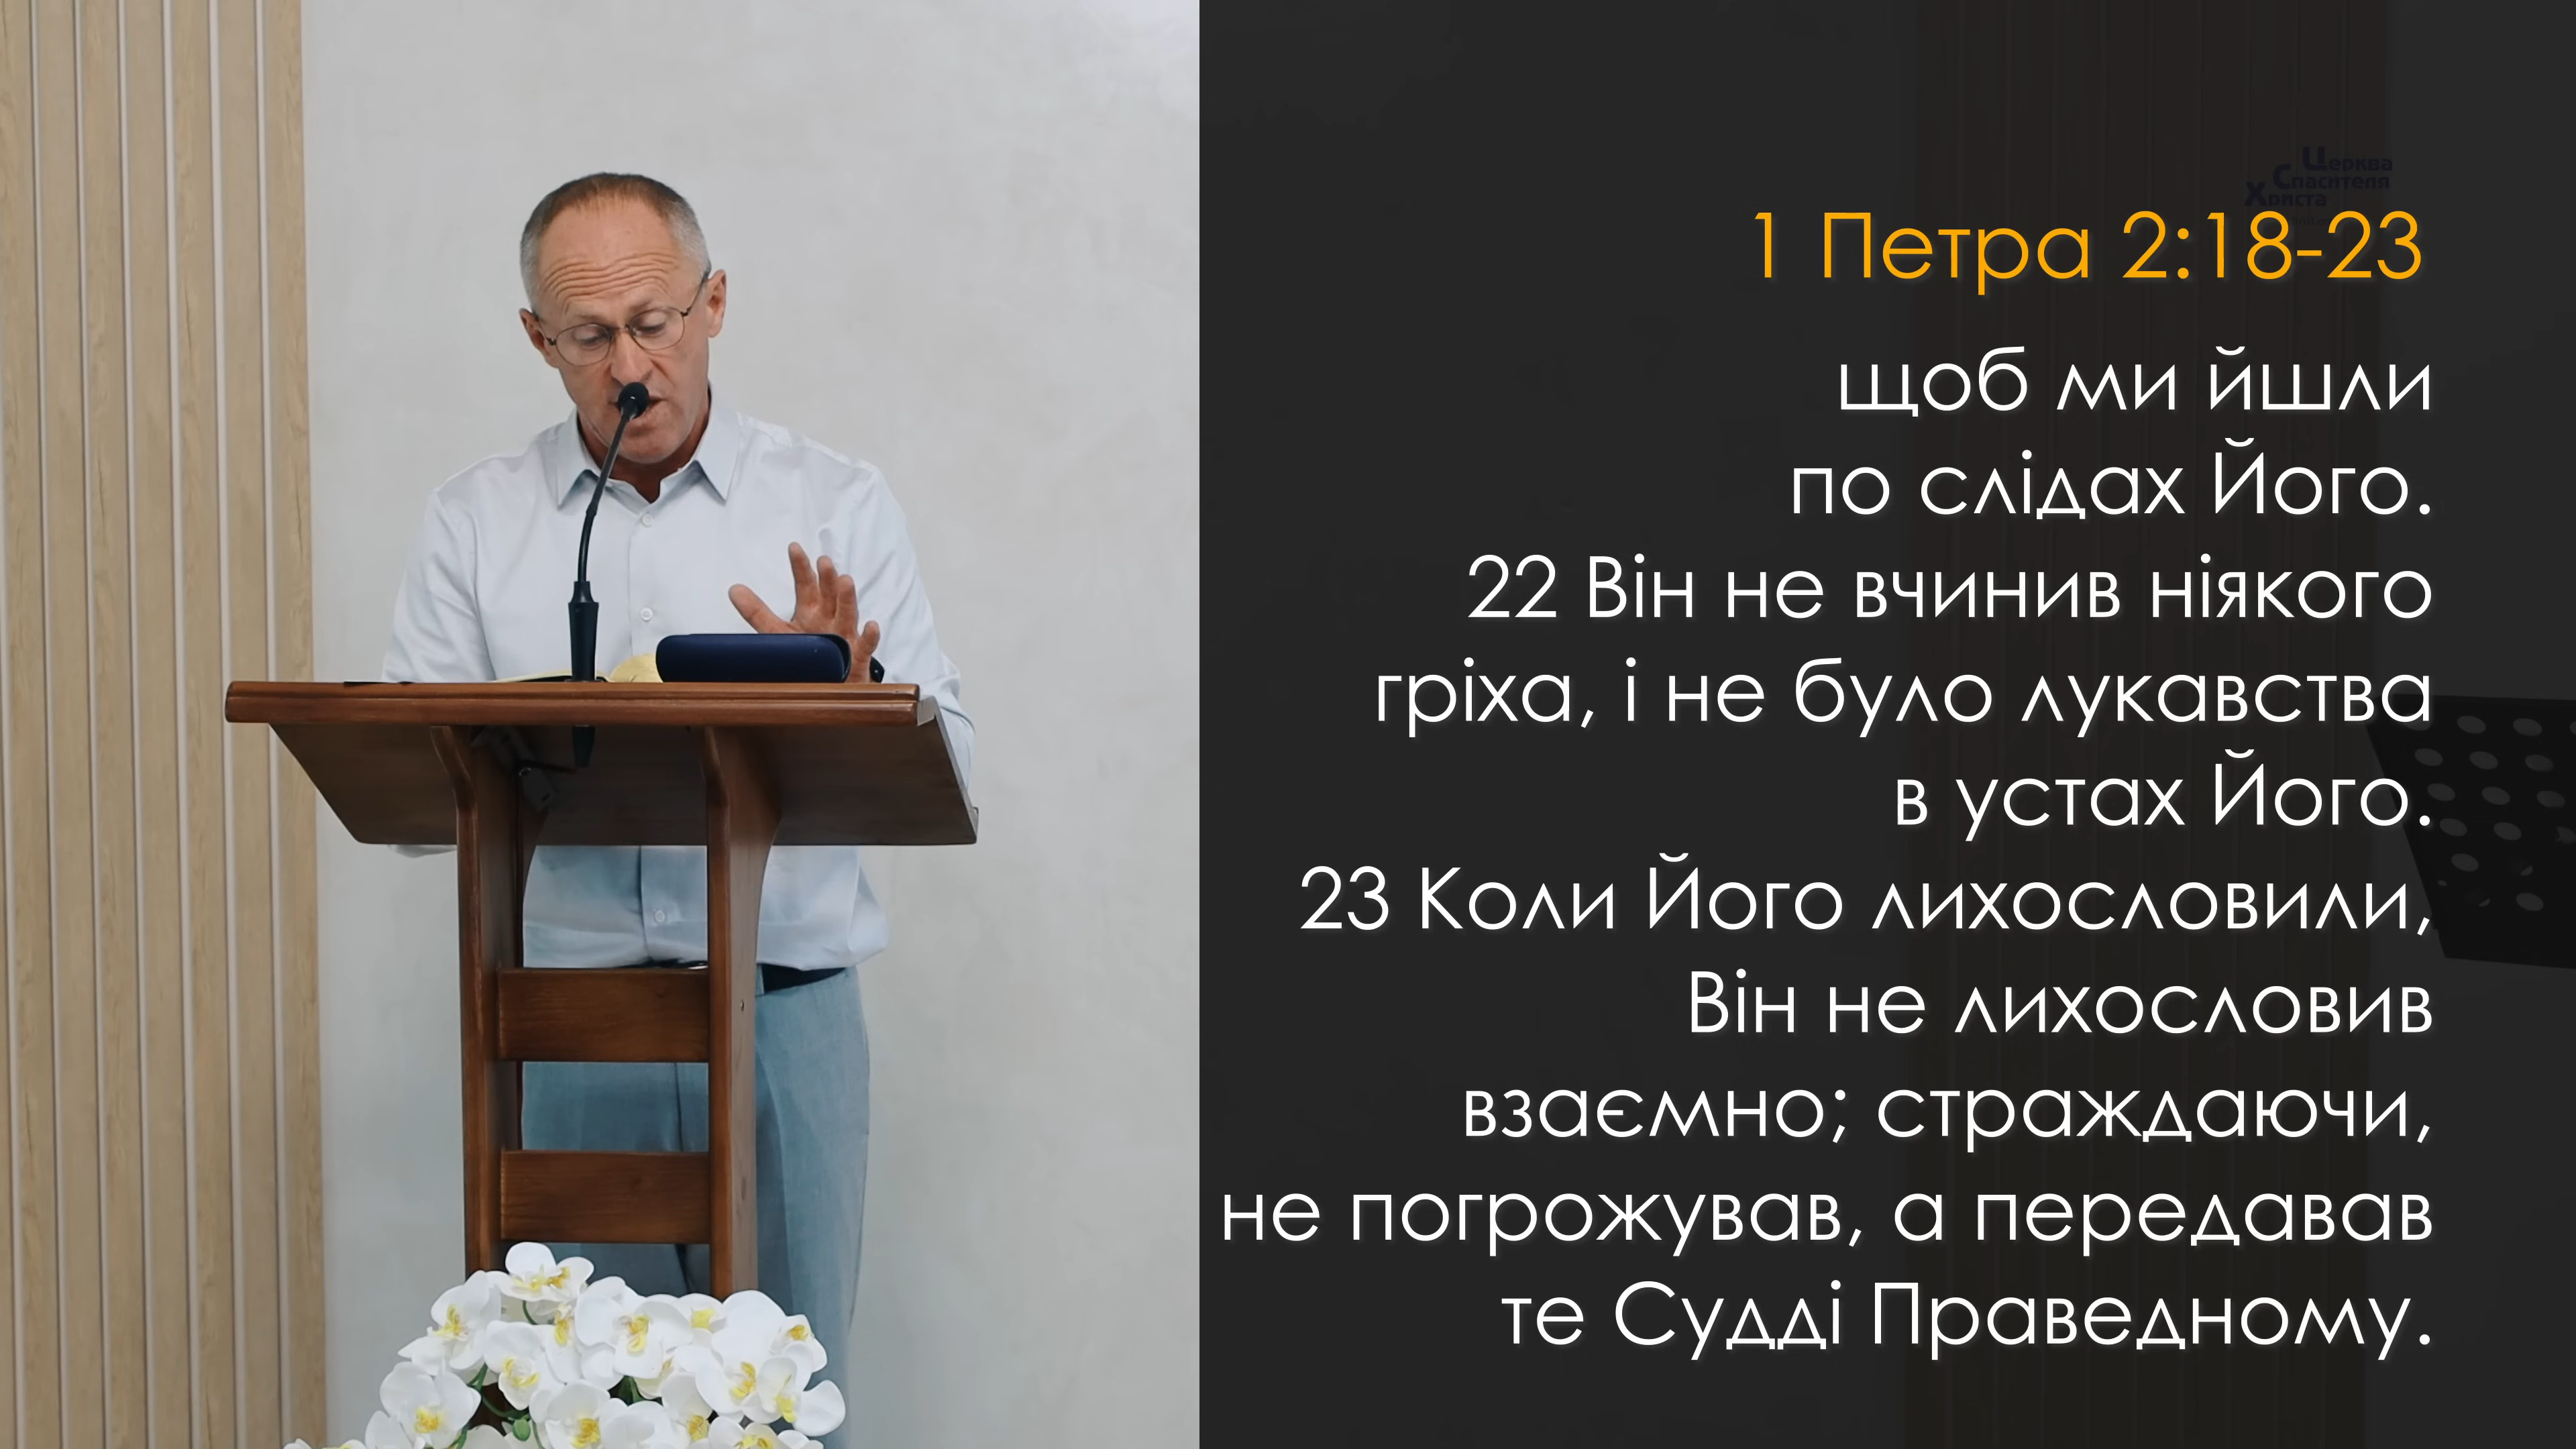 Церква
Спасителя
Христа
1 Петра 2:18-23
щоб ми йшли
по слідах Його.
22 Він не вчинив ніякого
гріха, і не було лукавства
в устах Його.
23 Коли Його лихословили,
Він не лихословив
взаємно; страждаючи,
не погрожував, а передавав
те Судді Праведному.